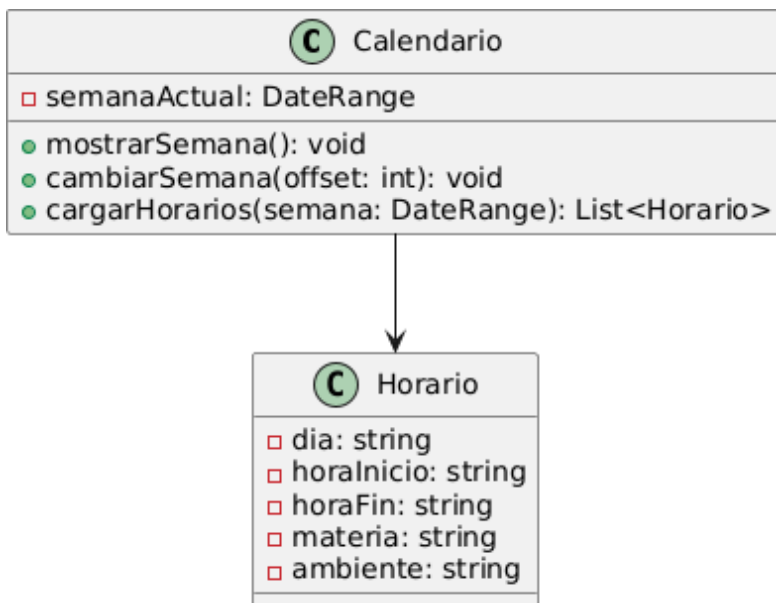 C Calendario
semanaActual: DateRange
mostrarSemana(): void
cambiarSemana(offset: int): void
cargarHorarios(semana: DateRange): List<Horario>
C Horario
dia: string
horaInicio: string
horaFin: string
materia: string
ambiente: string